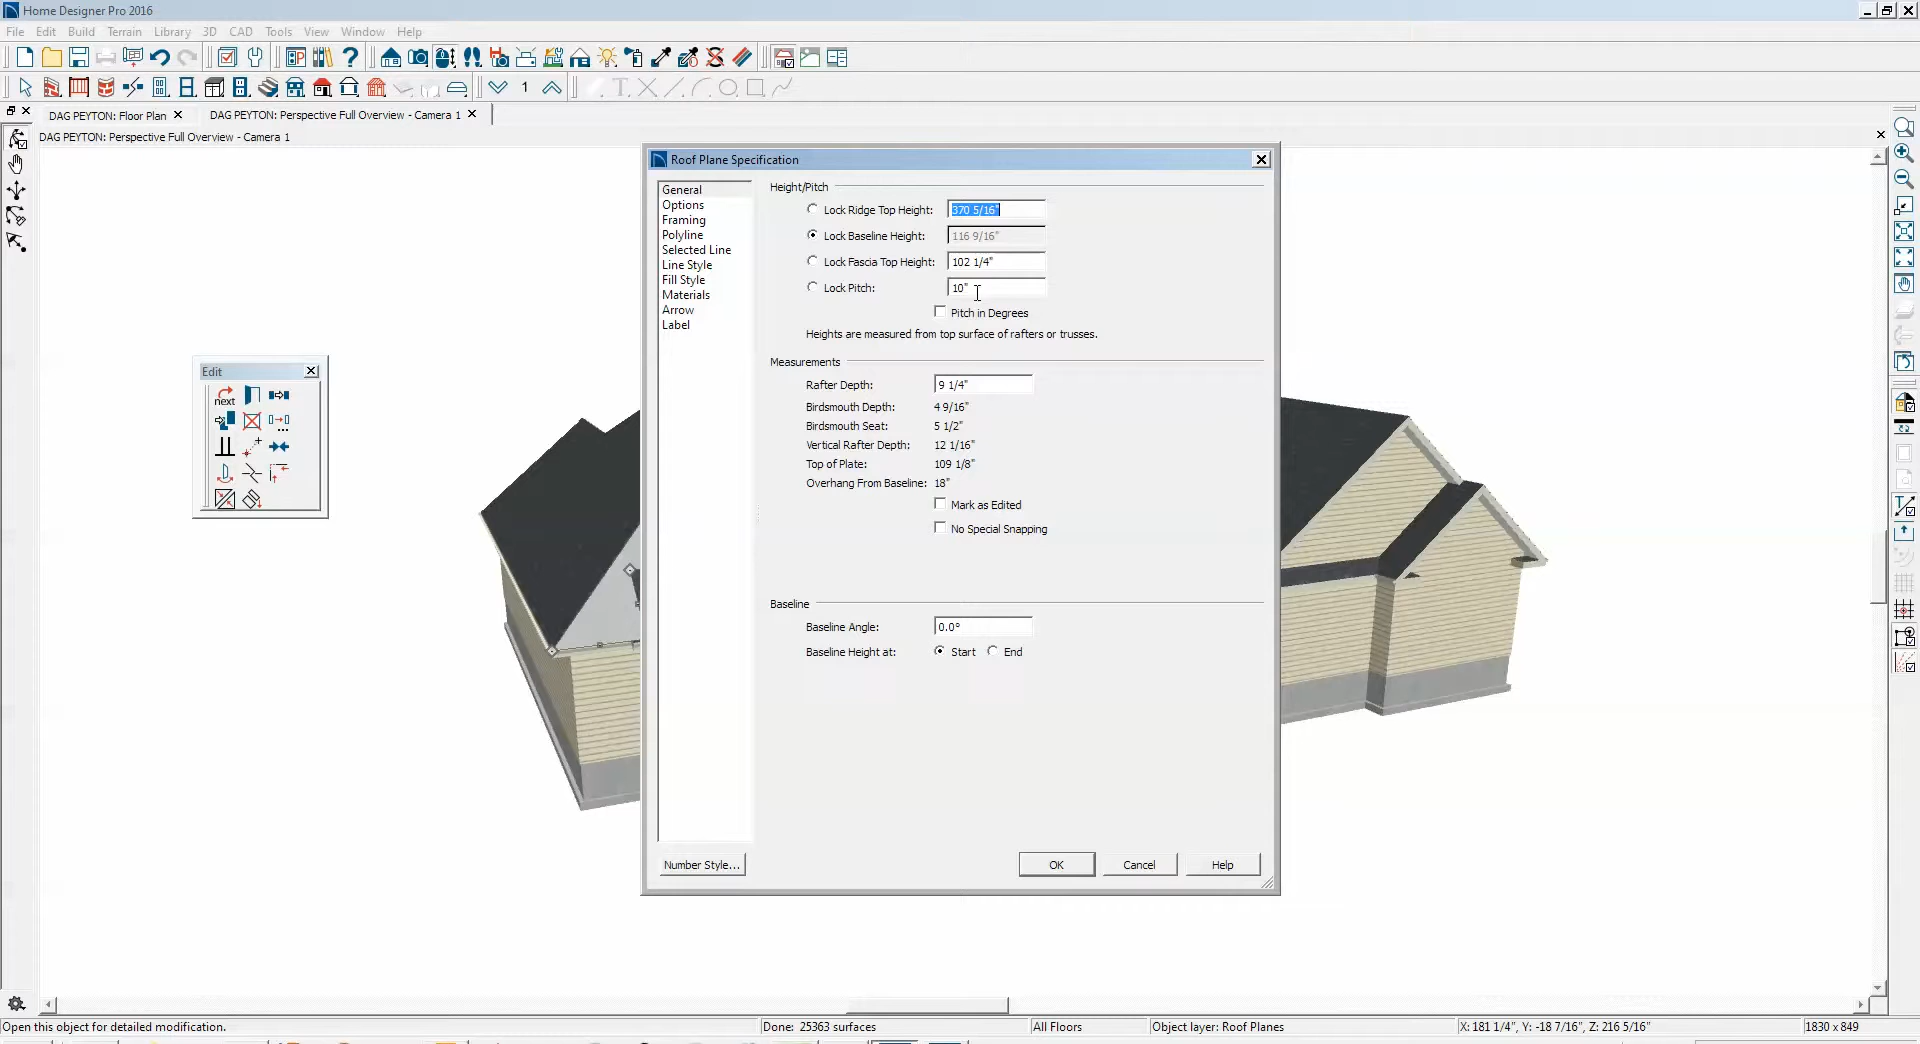 Home Designer Pro 2016
File Edit Build Terrain Library 3D CAD Tools View Window Help
1
DAG PEYTON: Floor Plan
DAG PEYTON: Perspective Full Overview - Camera 1
DAG PEYTON: Perspective Full Overview - Camera 1
Edit
next
Roof Plane Specification
General
Options
Framing
Polyline
Selected Line
Line Style
Fill Style
Materials
Arrow
Label
Height/Pitch
Lock Ridge Top Height: 370 5/16"
Lock Baseline Height: 116 9/16"
Lock Fascia Top Height: 102 1/4"
Lock Pitch: 10"
Pitch in Degrees
Heights are measured from top surface of rafters or trusses.
Measurements
Rafter Depth: 9 1/4"
Birdsmouth Depth: 4 9/16"
Birdsmouth Seat: 5 1/2"
Vertical Rafter Depth: 12 1/16"
Top of Plate: 109 1/8"
Overhang From Baseline: 18"
Mark as Edited
No Special Snapping
Baseline
Baseline Angle: 0.0°
Baseline Height at: Start End
Number Style... OK Cancel Help
Open this object for detailed modification. Done: 25363 surfaces All Floors Object layer: Roof Planes X: 181 1/4", Y: -18 7/16", Z: 216 5/16" 1830 x 849